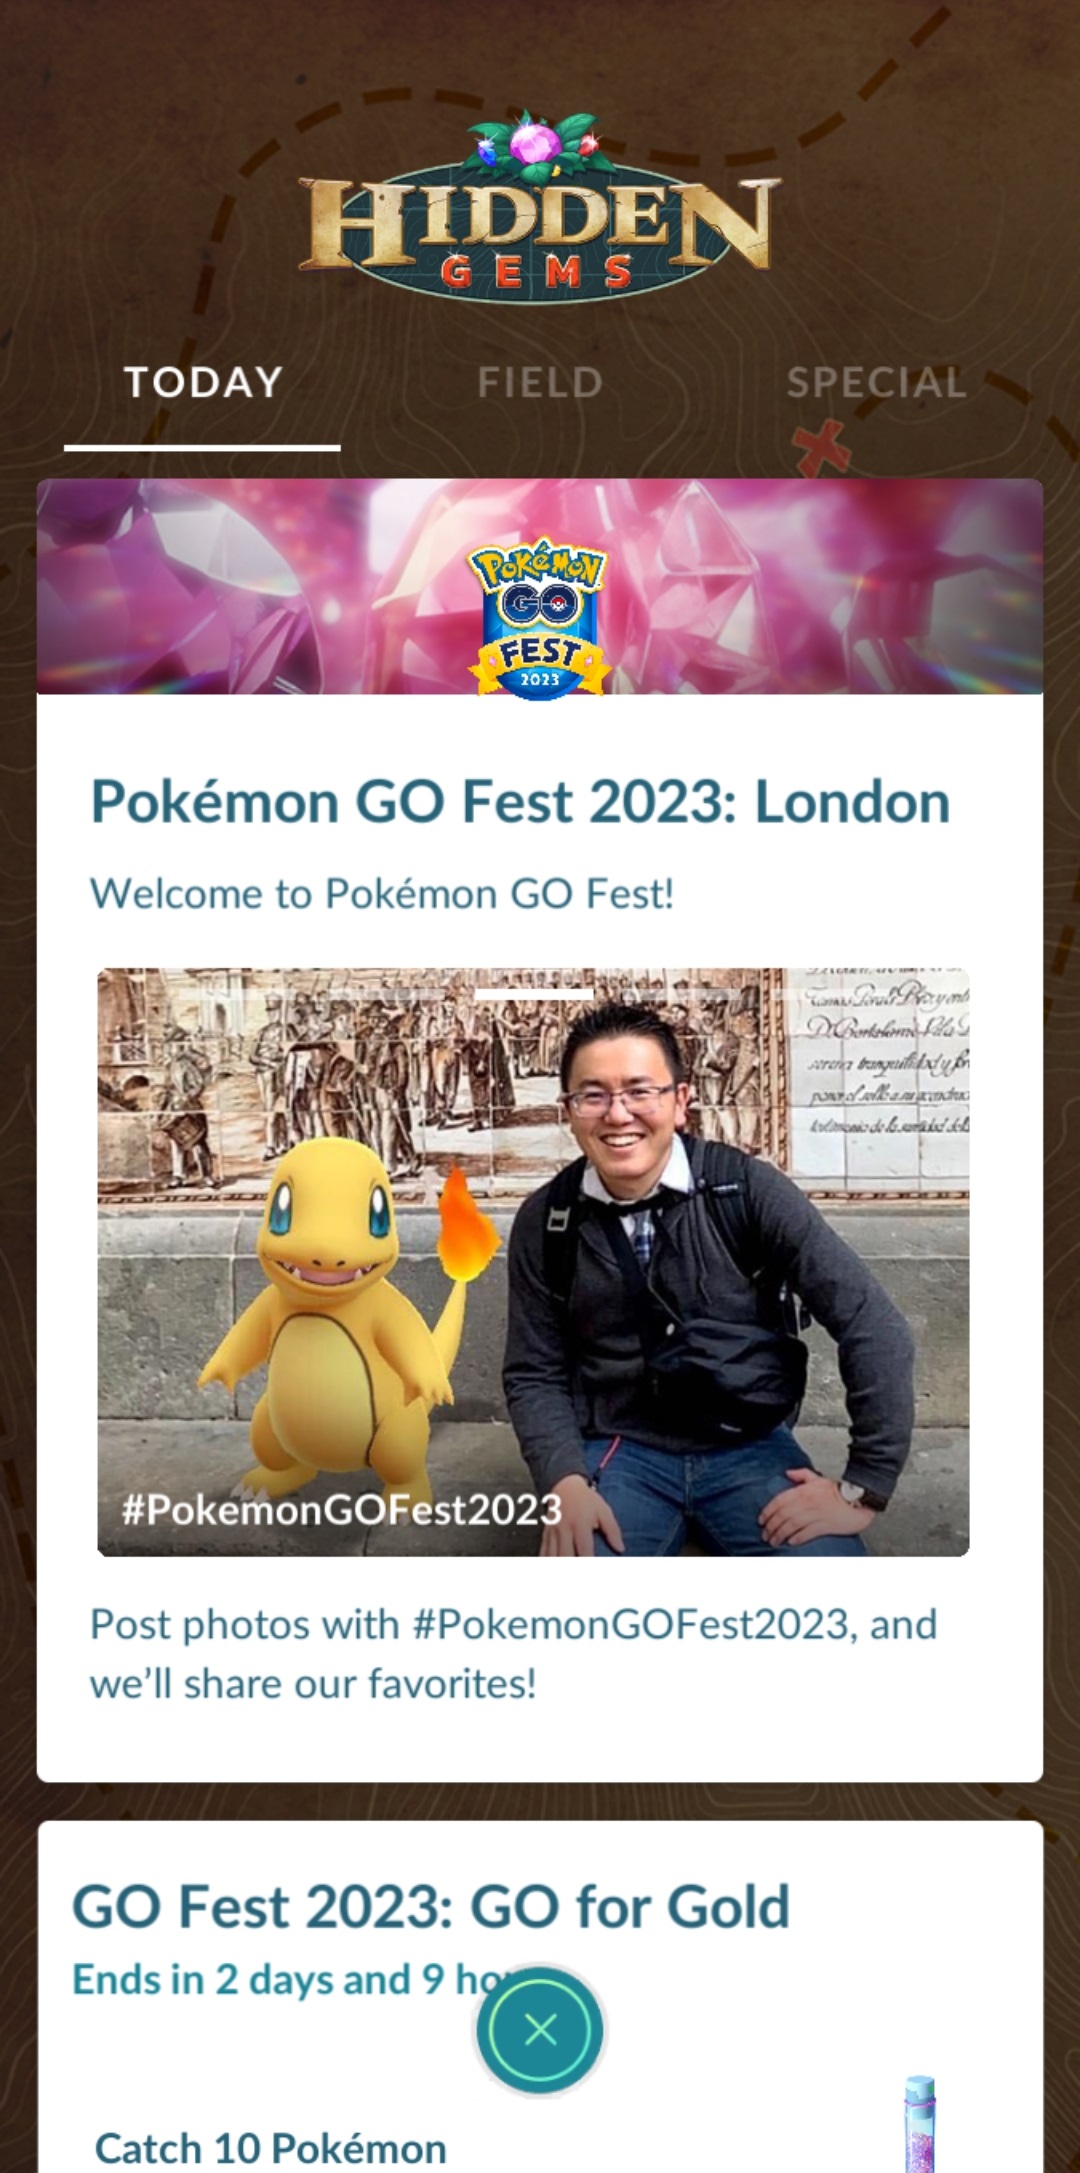 HIDDEN
GEMS
TODAY
FIELD
SPECIAL
Pokémon
GO
FEST
2023
Pokémon GO Fest 2023: London
Welcome to Pokémon GO Fest!
#PokemonGOFest2023
Post photos with #PokemonGOFest2023, and
we’ll share our favorites!
GO Fest 2023: GO for Gold
Ends in 2 days and 9
Catch 10 Pokémon